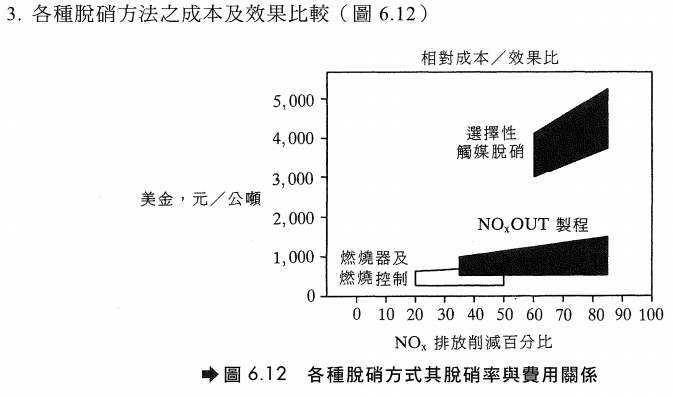 3. 各種脫硝方法之成本及效果比較（圖 6.12）
相對成本／效果比
5,000
4,000
3,000
2,000
1,000
0
美金，元／公噸
選擇性
觸媒脫硝
NOxOUT 製程
燃燒器及
燃燒控制
0 10 20 30 40 50 60 70 80 90 100
NOx 排放削減百分比
➡圖 6.12 各種脫硝方式其脫硝率與費用關係